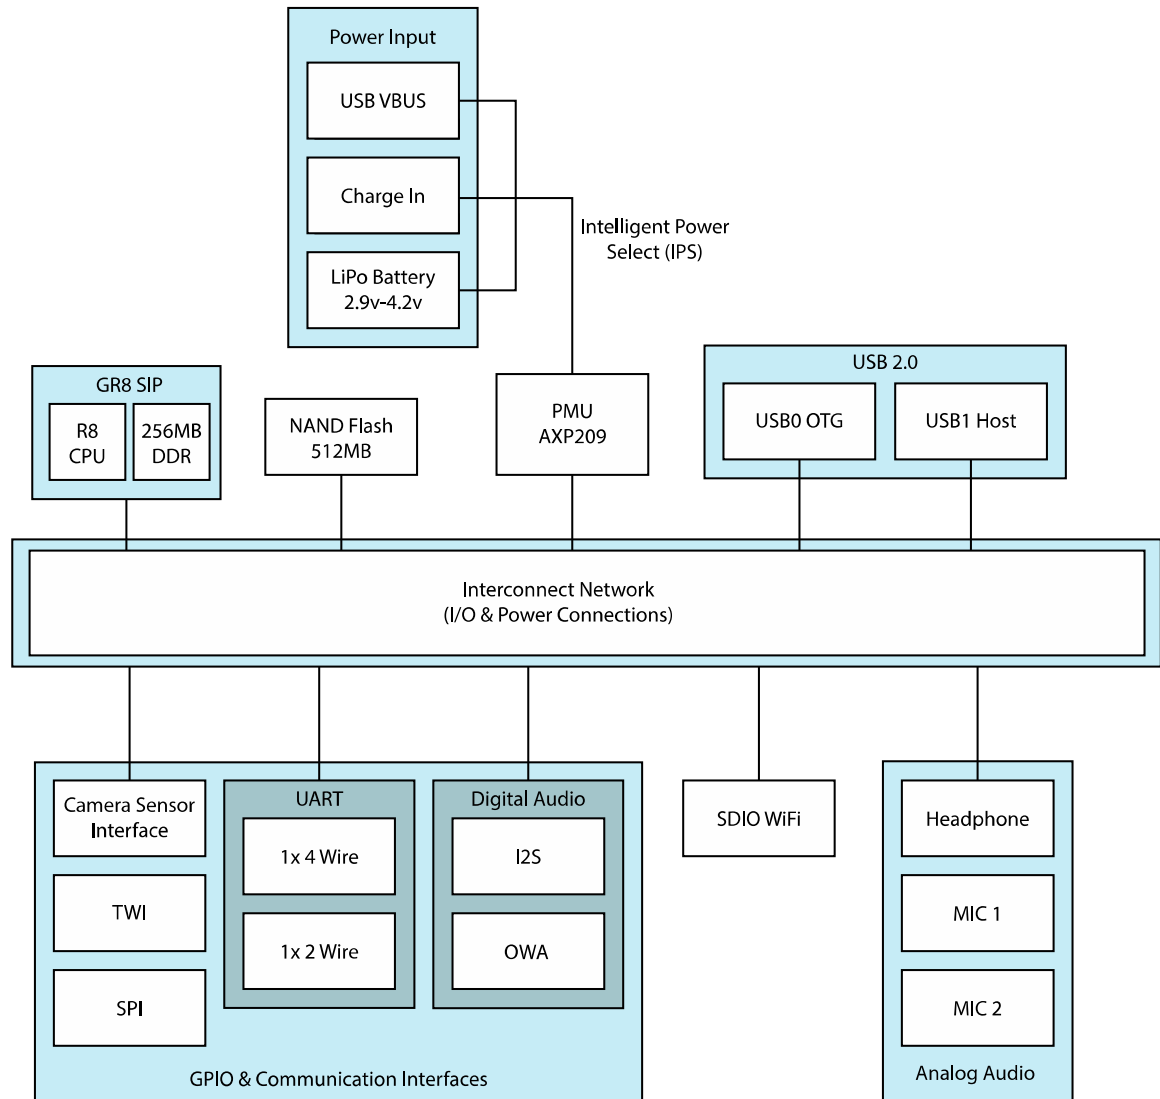 Power Input
USB VBUS
Charge In
LiPo Battery
2.9v-4.2v
Intelligent Power
Select (IPS)
GR8 SIP
R8
CPU
256MB
DDR
NAND Flash
512MB
PMU
AXP209
USB 2.0
USB0 OTG
USB1 Host
Interconnect Network
(I/O & Power Connections)
Camera Sensor
Interface
TWI
SPI
UART
1x 4 Wire
1x 2 Wire
Digital Audio
I2S
OWA
GPIO & Communication Interfaces
SDIO WiFi
Headphone
MIC 1
MIC 2
Analog Audio